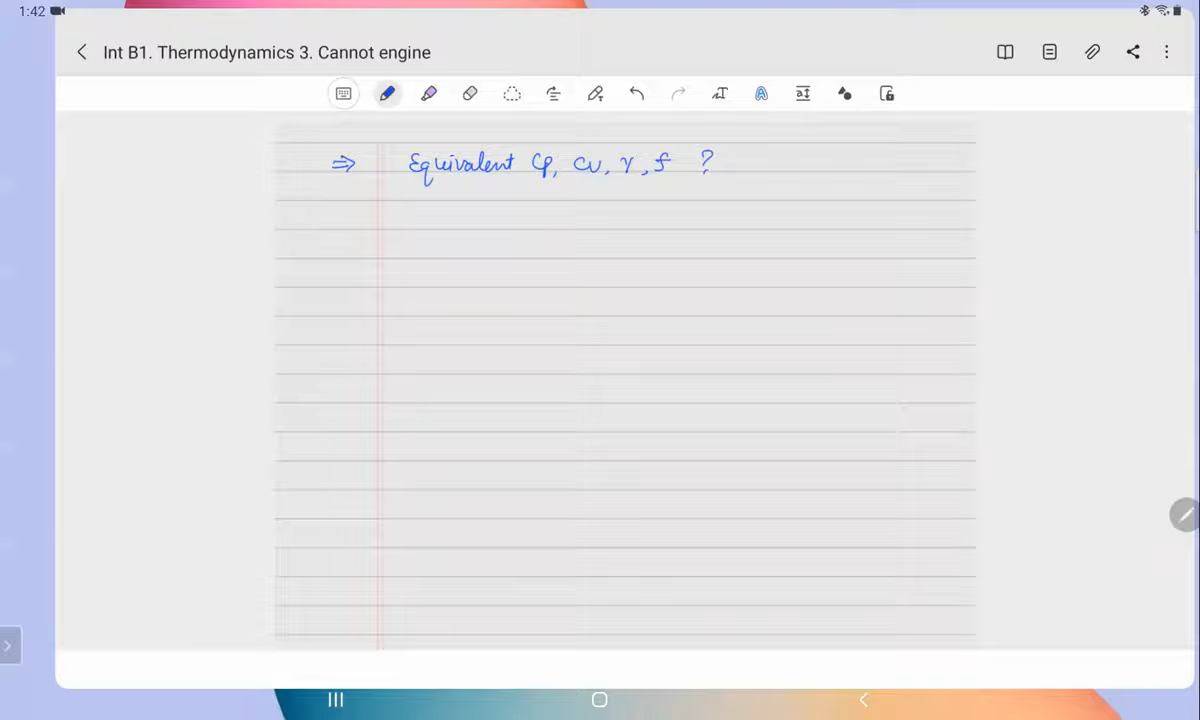 1:42
Int B1. Thermodynamics 3. Cannot engine
⇒ Equivalent Cp, Cv, γ, f ?